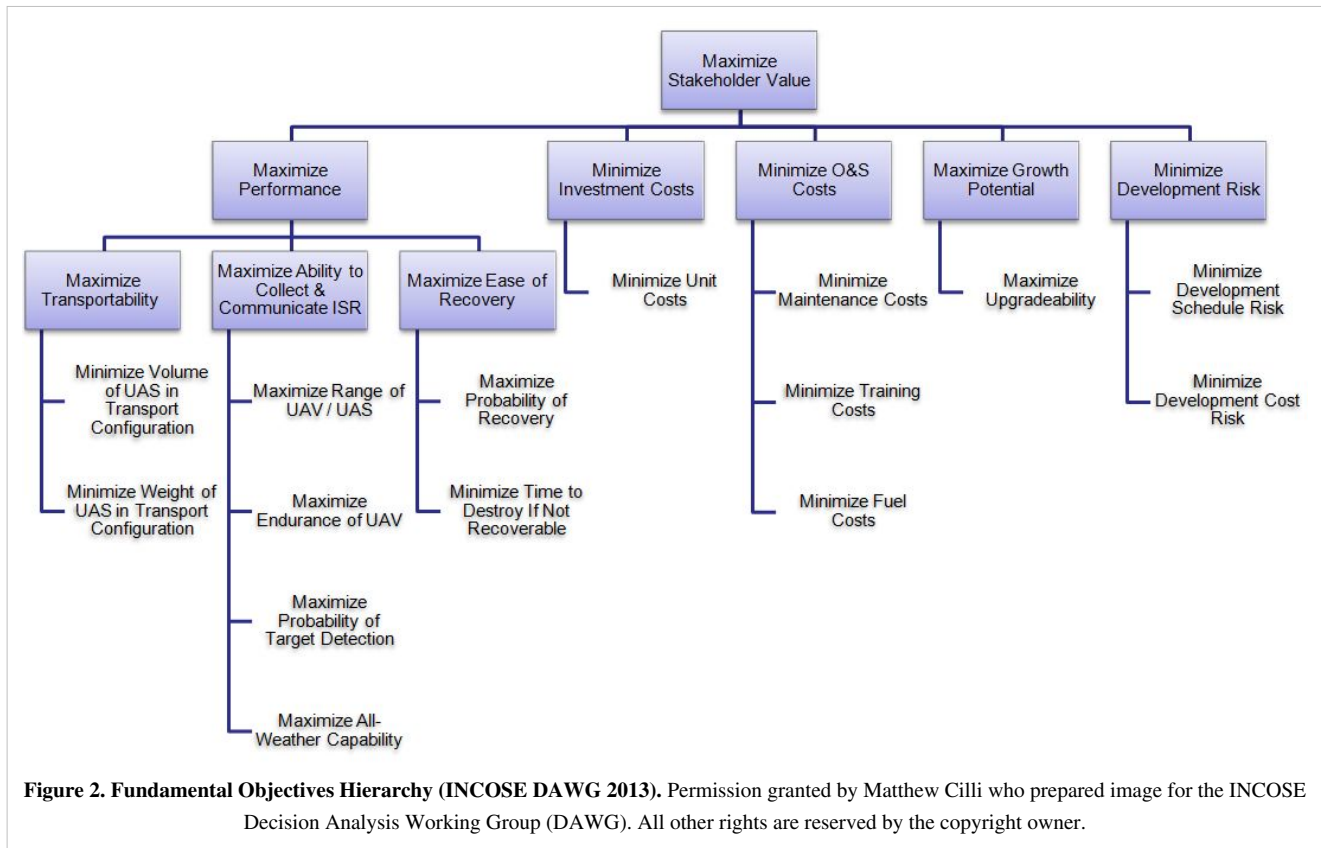 Maximize
Stakeholder Value
Maximize
Performance
Minimize
Investment Costs
Minimize O&S
Costs
Maximize Growth
Potential
Minimize
Development Risk
Maximize
Transportability
Maximize Ability to
Collect &
Communicate ISR
Maximize Ease of
Recovery
Minimize Unit
Costs
Minimize
Maintenance Costs
Maximize
Upgradeability
Minimize
Development
Schedule Risk
Minimize Volume
of UAS in
Transport
Configuration
Maximize Range of
UAV / UAS
Maximize
Probability of
Recovery
Minimize Training
Costs
Minimize
Development Cost
Risk
Minimize Weight of
UAS in Transport
Configuration
Maximize
Endurance of UAV
Minimize Time to
Destroy If Not
Recoverable
Minimize Fuel
Costs
Maximize
Probability of
Target Detection
Maximize All-
Weather Capability
Figure 2. Fundamental Objectives Hierarchy (INCOSE DAWG 2013). Permission granted by Matthew Cilli who prepared image for the INCOSE
Decision Analysis Working Group (DAWG). All other rights are reserved by the copyright owner.